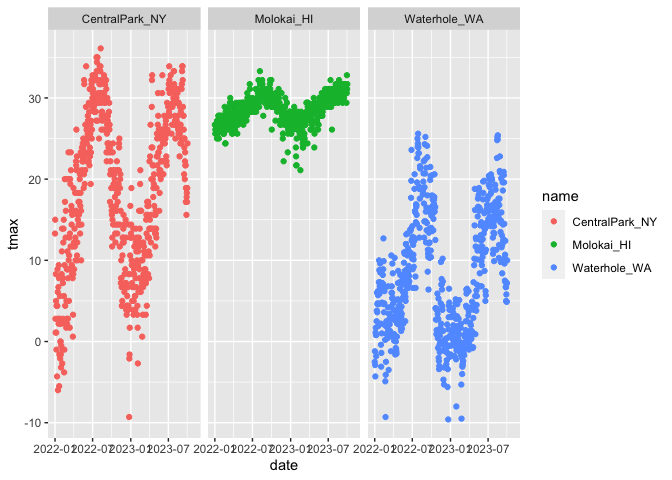 CentralPark_NY Molokai_HI Waterhole_WA
tmax
30
20
10
0
-10
2022-01 2022-07 2023-01 2023-07 2022-01 2022-07 2023-01 2023-07 2022-01 2022-07 2023-01 2023-07
date
name
CentralPark_NY
Molokai_HI
Waterhole_WA